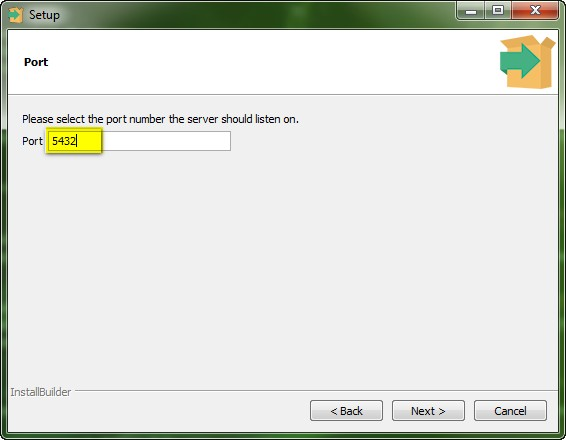 Setup
Port
Please select the port number the server should listen on.
Port 5432
InstallBuilder
< Back Next > Cancel